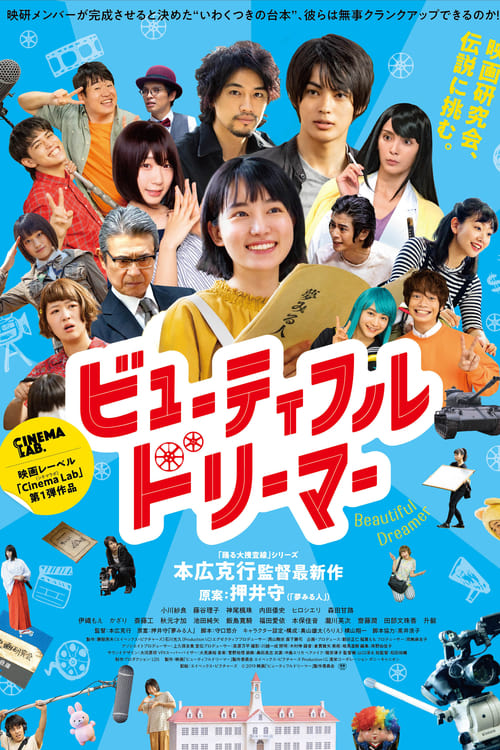 映研メンバーが完成させると決めた“いわくつきの台本”、彼らは無事クランクアップできるのか
映画研究会、
伝説に挑む。
夢みる人
ビューティフル
ドリーマー
Beautiful
Dreamer
CINEMA
LAB.
映画レーベル
「Cinema Lab」
第1弾作品
「踊る大捜査線」シリーズ
本広克行監督最新作
原案：押井守（「夢みる人」）
小川紗良 藤谷理子 神尾楓珠 内田倭史 ヒロシエリ 森田甘路
伊織もえ かざり 斎藤工 秋元才加 池田純矢 飯島寛騎 福田愛依 本保佳音 瀧川英次 齋藤潤 田部文珠香 升毅